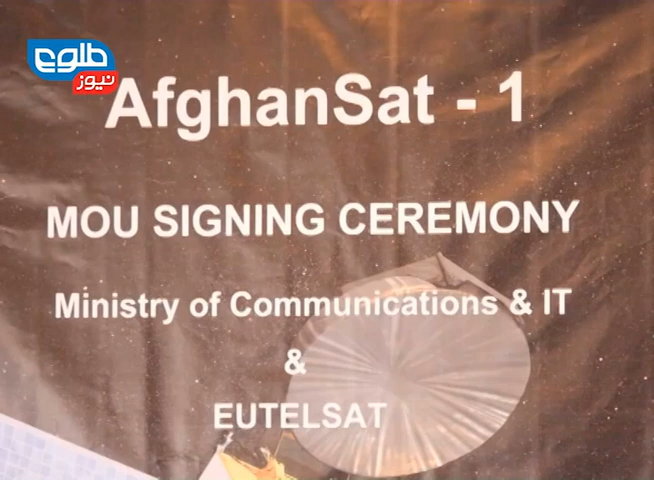 طلوع
نیوز
AfghanSat - 1
MOU SIGNING CEREMONY
Ministry of Communications & IT
&
EUTELSAT